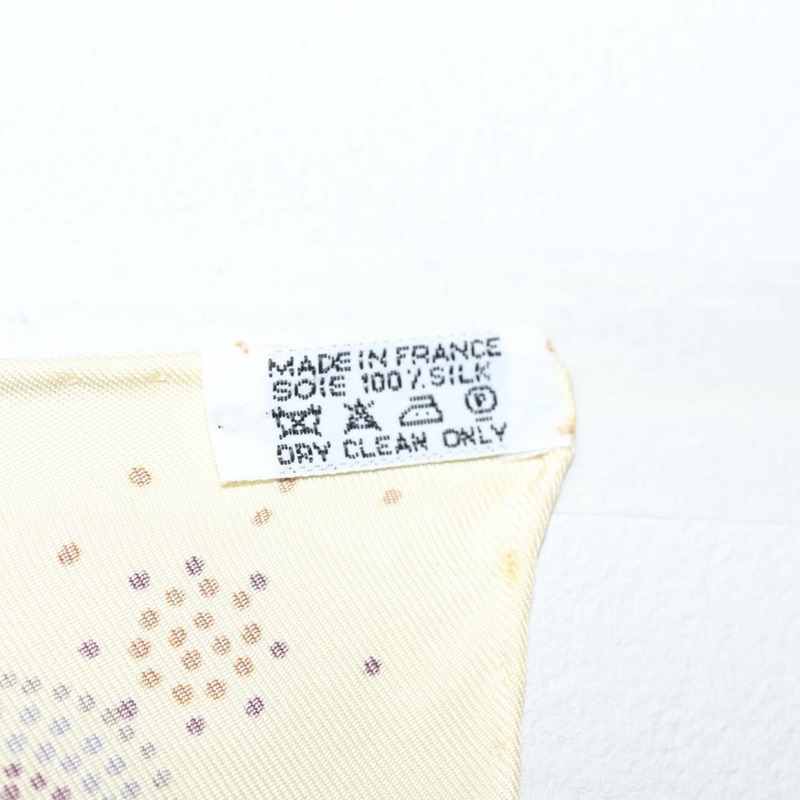 MADE IN FRANCE
SOIE 100% SILK
P
DRY CLEAN ONLY